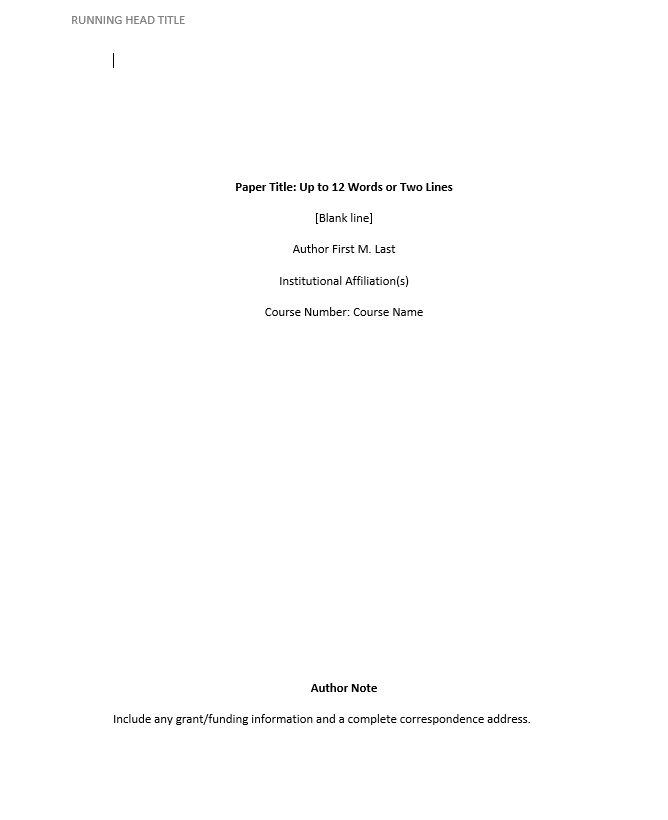 RUNNING HEAD TITLE
Paper Title: Up to 12 Words or Two Lines
[Blank line]
Author First M. Last
Institutional Affiliation(s)
Course Number: Course Name
Author Note
Include any grant/funding information and a complete correspondence address.